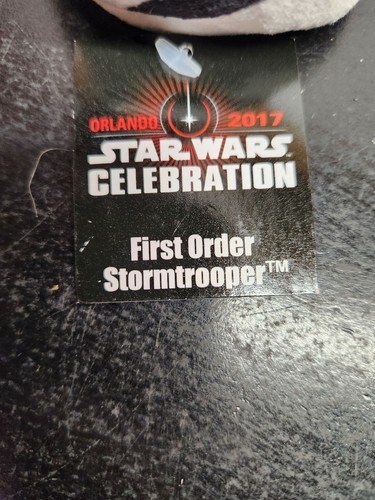 ORLANDO 2017
STAR WARS
CELEBRATION
First Order
Stormtrooper™